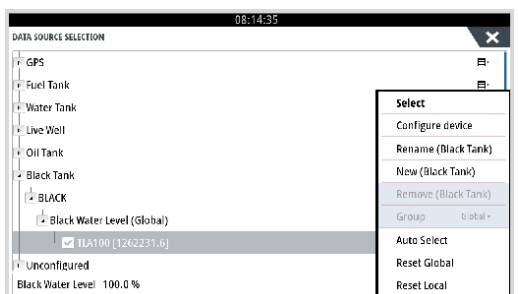 08:14:35
DATA SOURCE SELECTION
GPS
Fuel Tank
Water Tank
Live Well
Oil Tank
Black Tank
BLACK
Black Water Level (Global)
TLA100 [1262231.6]
Unconfigured
Black Water Level 100.0 %
Select
Configure device
Rename (Black Tank)
New (Black Tank)
Remove (Black Tank)
Group Global
Auto Select
Reset Global
Reset Local